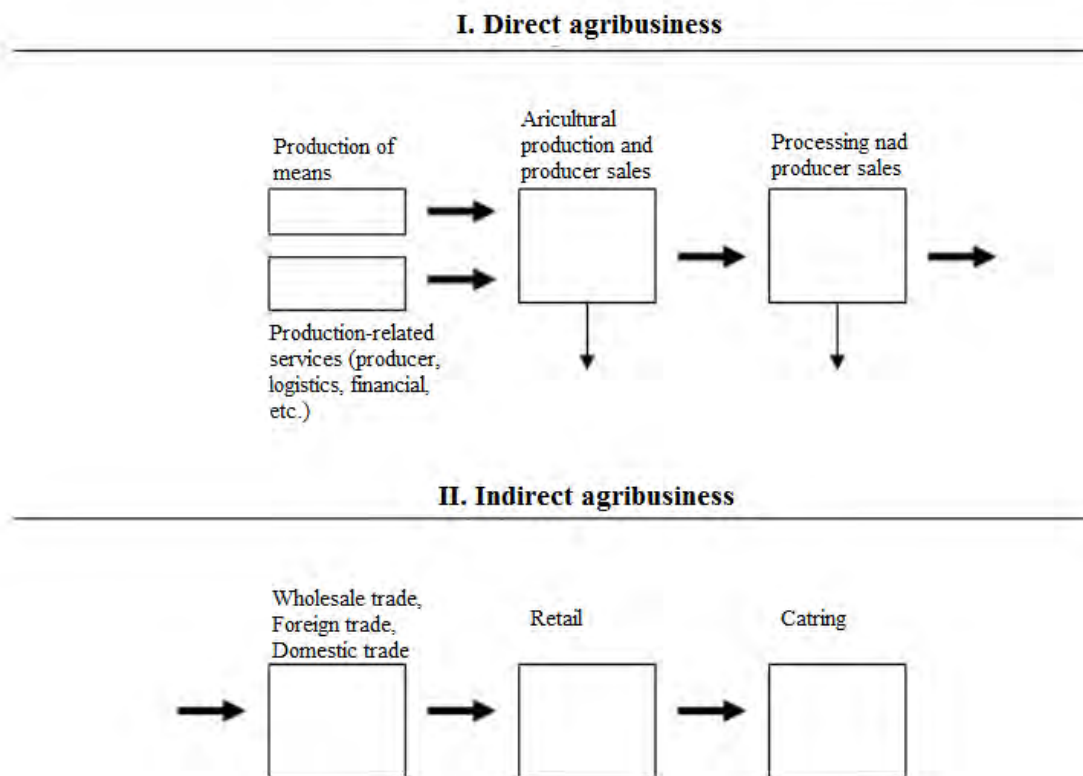 I. Direct agribusiness
Production of
means
Aricultural
production and
producer sales
Processing nad
producer sales
Production-related
services (producer,
logistics, financial,
etc.)
II. Indirect agribusiness
Wholesale trade,
Foreign trade,
Domestic trade
Retail
Catring